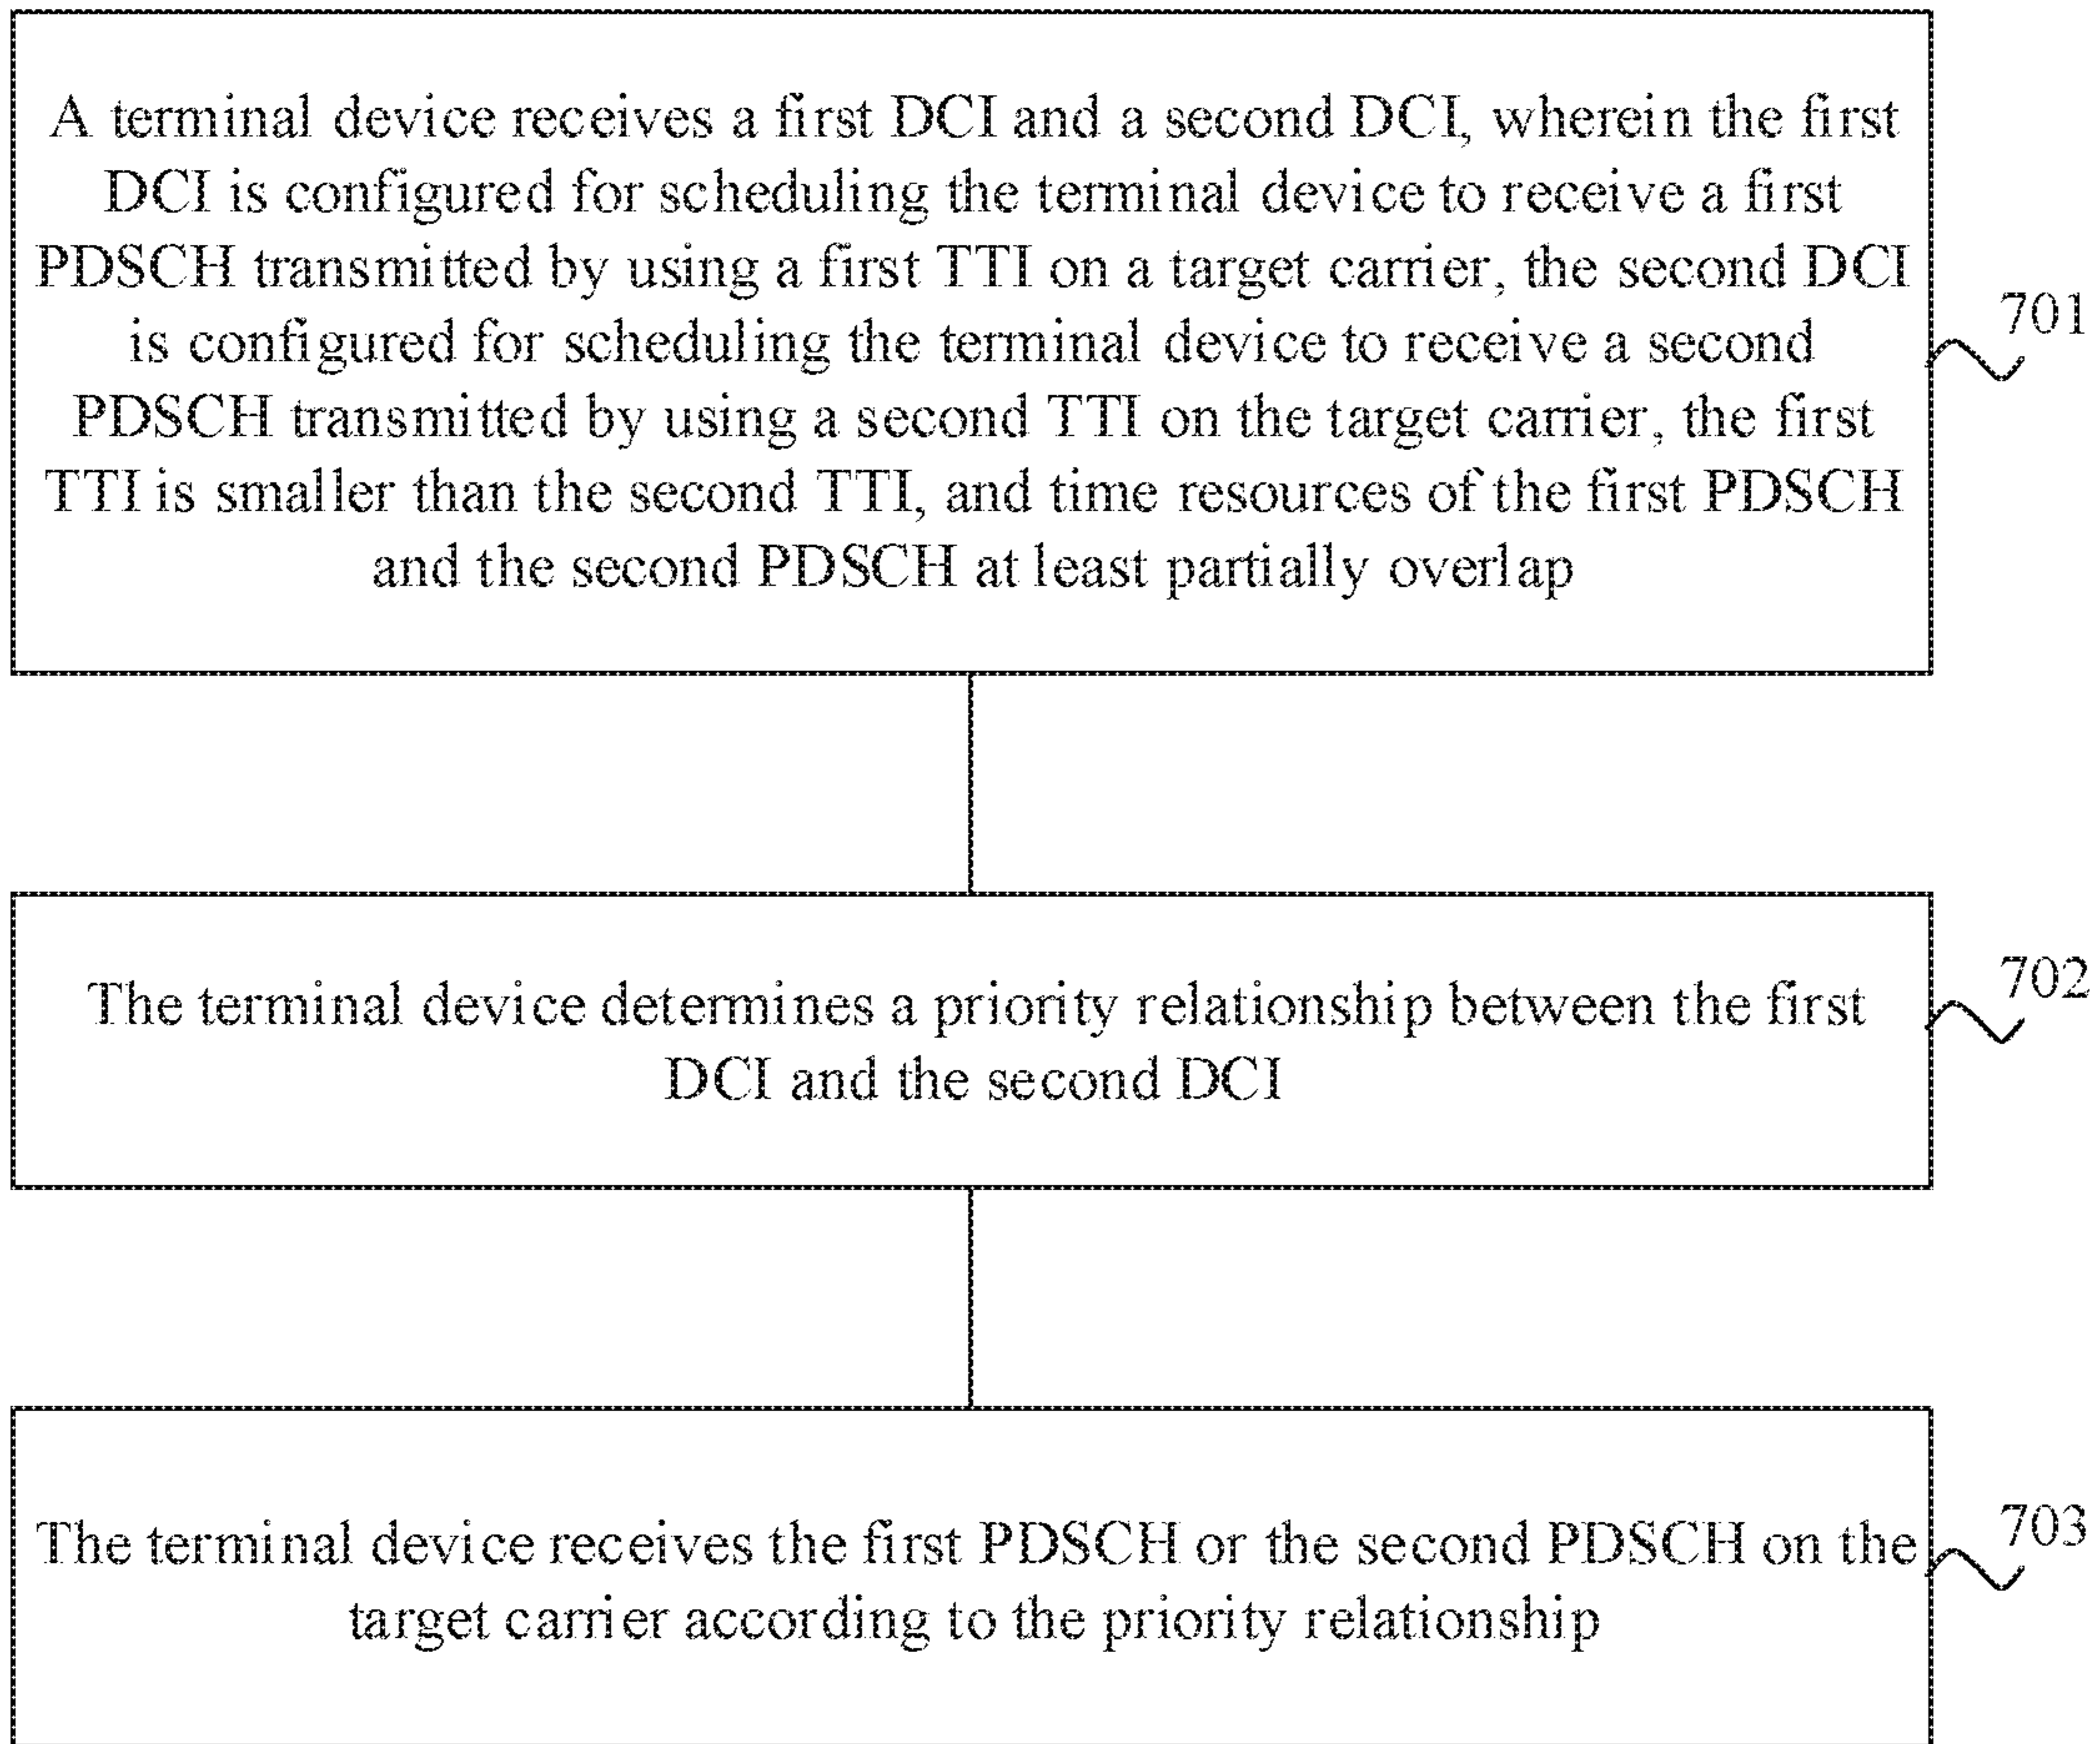 A terminal device receives a first DCI and a second DCI, wherein the first
DCI is configured for scheduling the terminal device to receive a first
PDSCH transmitted by using a first TTI on a target carrier, the second DCI
is configured for scheduling the terminal device to receive a second
PDSCH transmitted by using a second TTI on the target carrier, the first
TTI is smaller than the second TTI, and time resources of the first PDSCH
and the second PDSCH at least partially overlap
701
The terminal device determines a priority relationship between the first
DCI and the second DCI
702
The terminal device receives the first PDSCH or the second PDSCH on the
target carrier according to the priority relationship
703